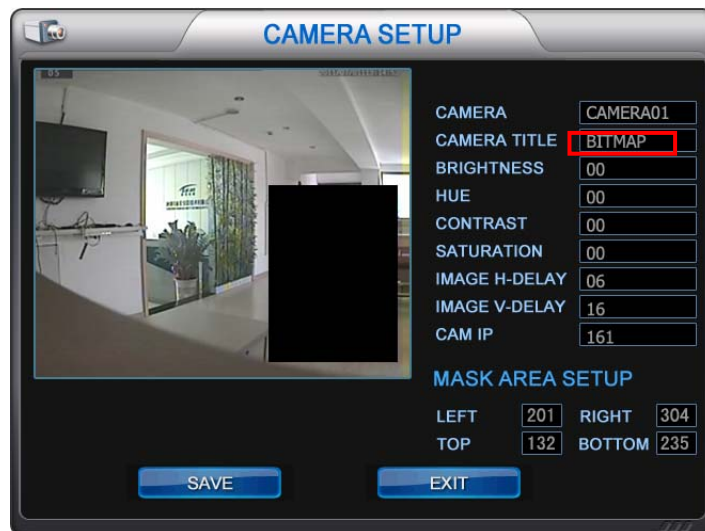 CAMERA SETUP
05
CAMERA CAMERA01
CAMERA TITLE BITMAP
BRIGHTNESS 00
HUE 00
CONTRAST 00
SATURATION 00
IMAGE H-DELAY 06
IMAGE V-DELAY 16
CAM IP 161
MASK AREA SETUP
LEFT 201 RIGHT 304
TOP 132 BOTTOM 235
SAVE EXIT